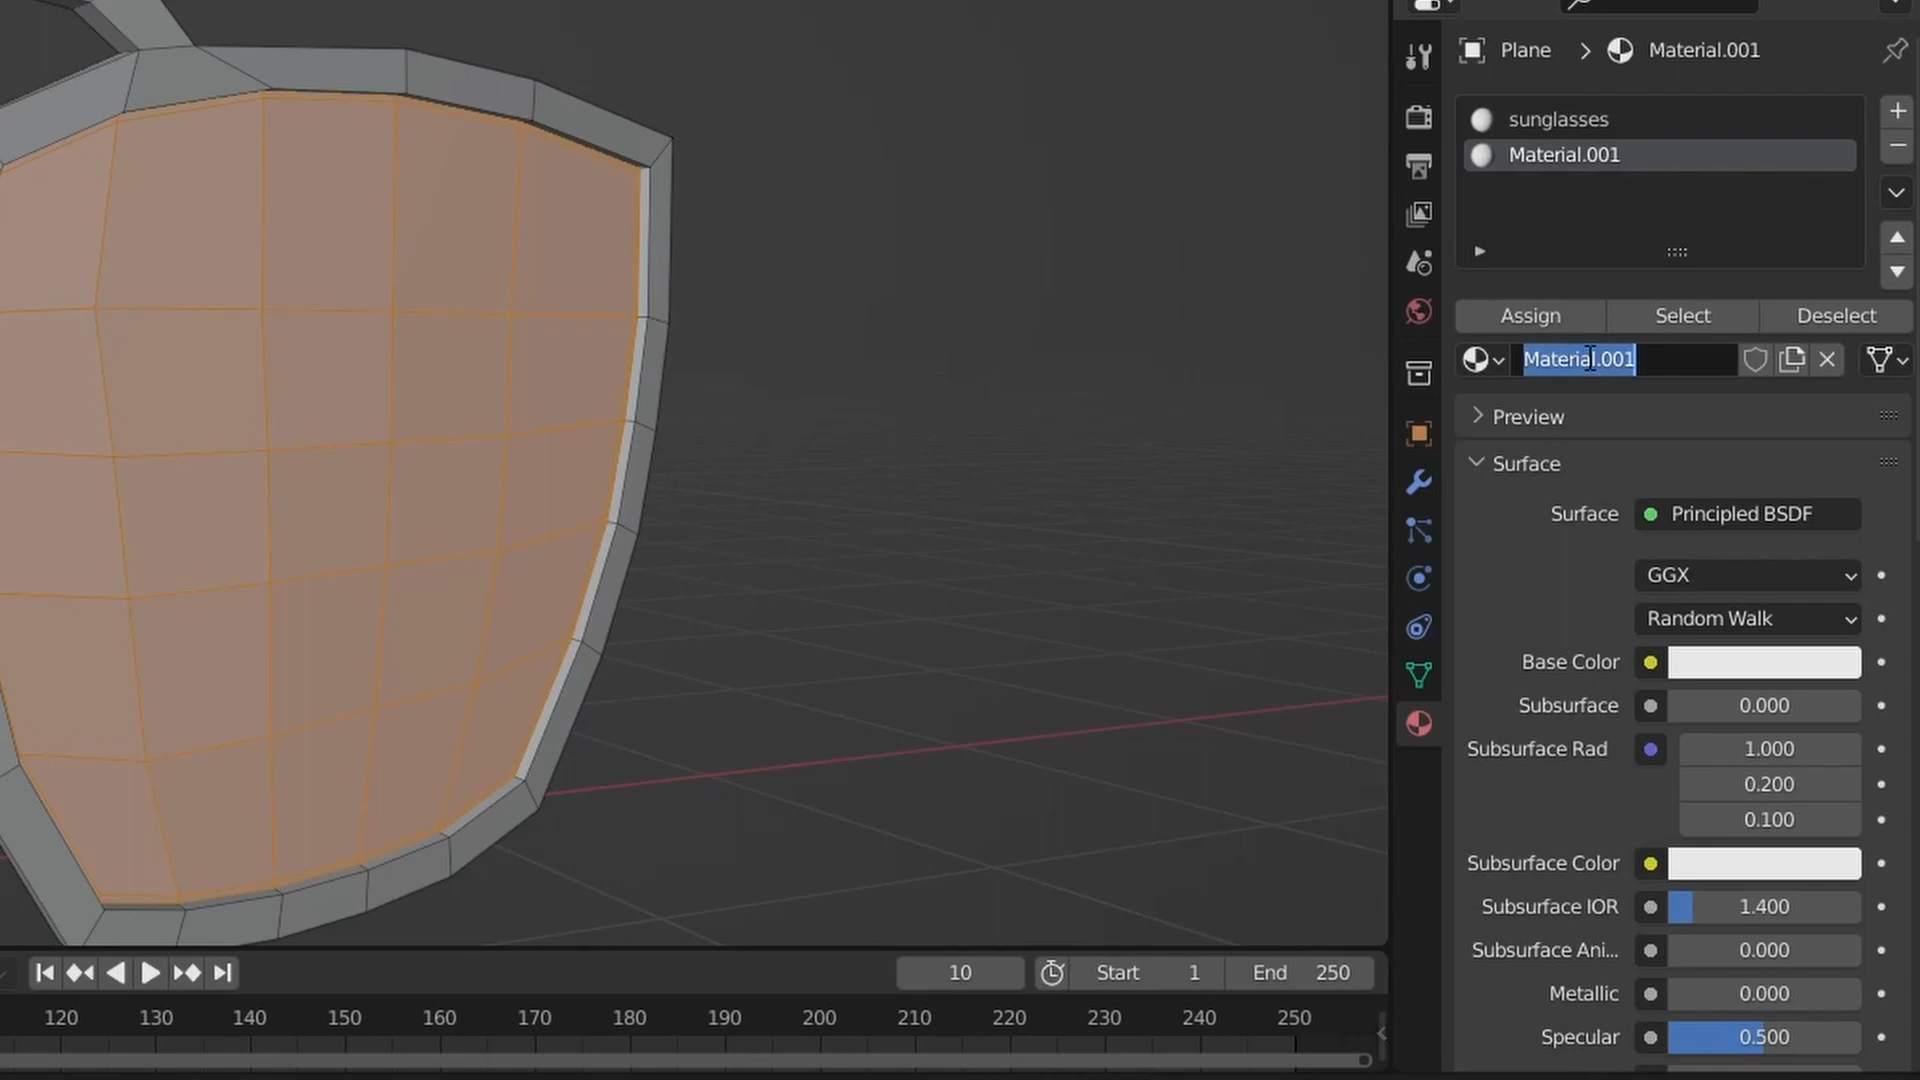 Plane > Material.001
sunglasses
Material.001
Assign Select Deselect
Material.001
Preview
Surface
Surface Principled BSDF
GGX
Random Walk
Base Color
Subsurface 0.000
Subsurface Rad 1.000
0.200
0.100
Subsurface Color
Subsurface IOR 1.400
Subsurface Ani... 0.000
Metallic 0.000
Specular 0.500
10 Start 1 End 250
120 130 140 150 160 170 180 190 200 210 220 230 240 250